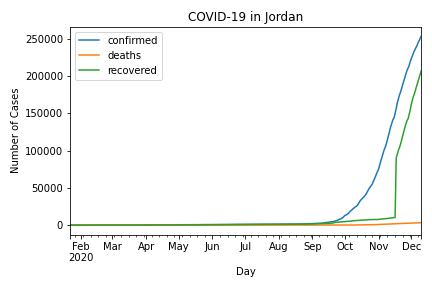 COVID-19 in Jordan
confirmed
deaths
recovered
Number of Cases
250000
200000
150000
100000
50000
0
Feb Mar Apr May Jun Jul Aug Sep Oct Nov Dec
2020
Day